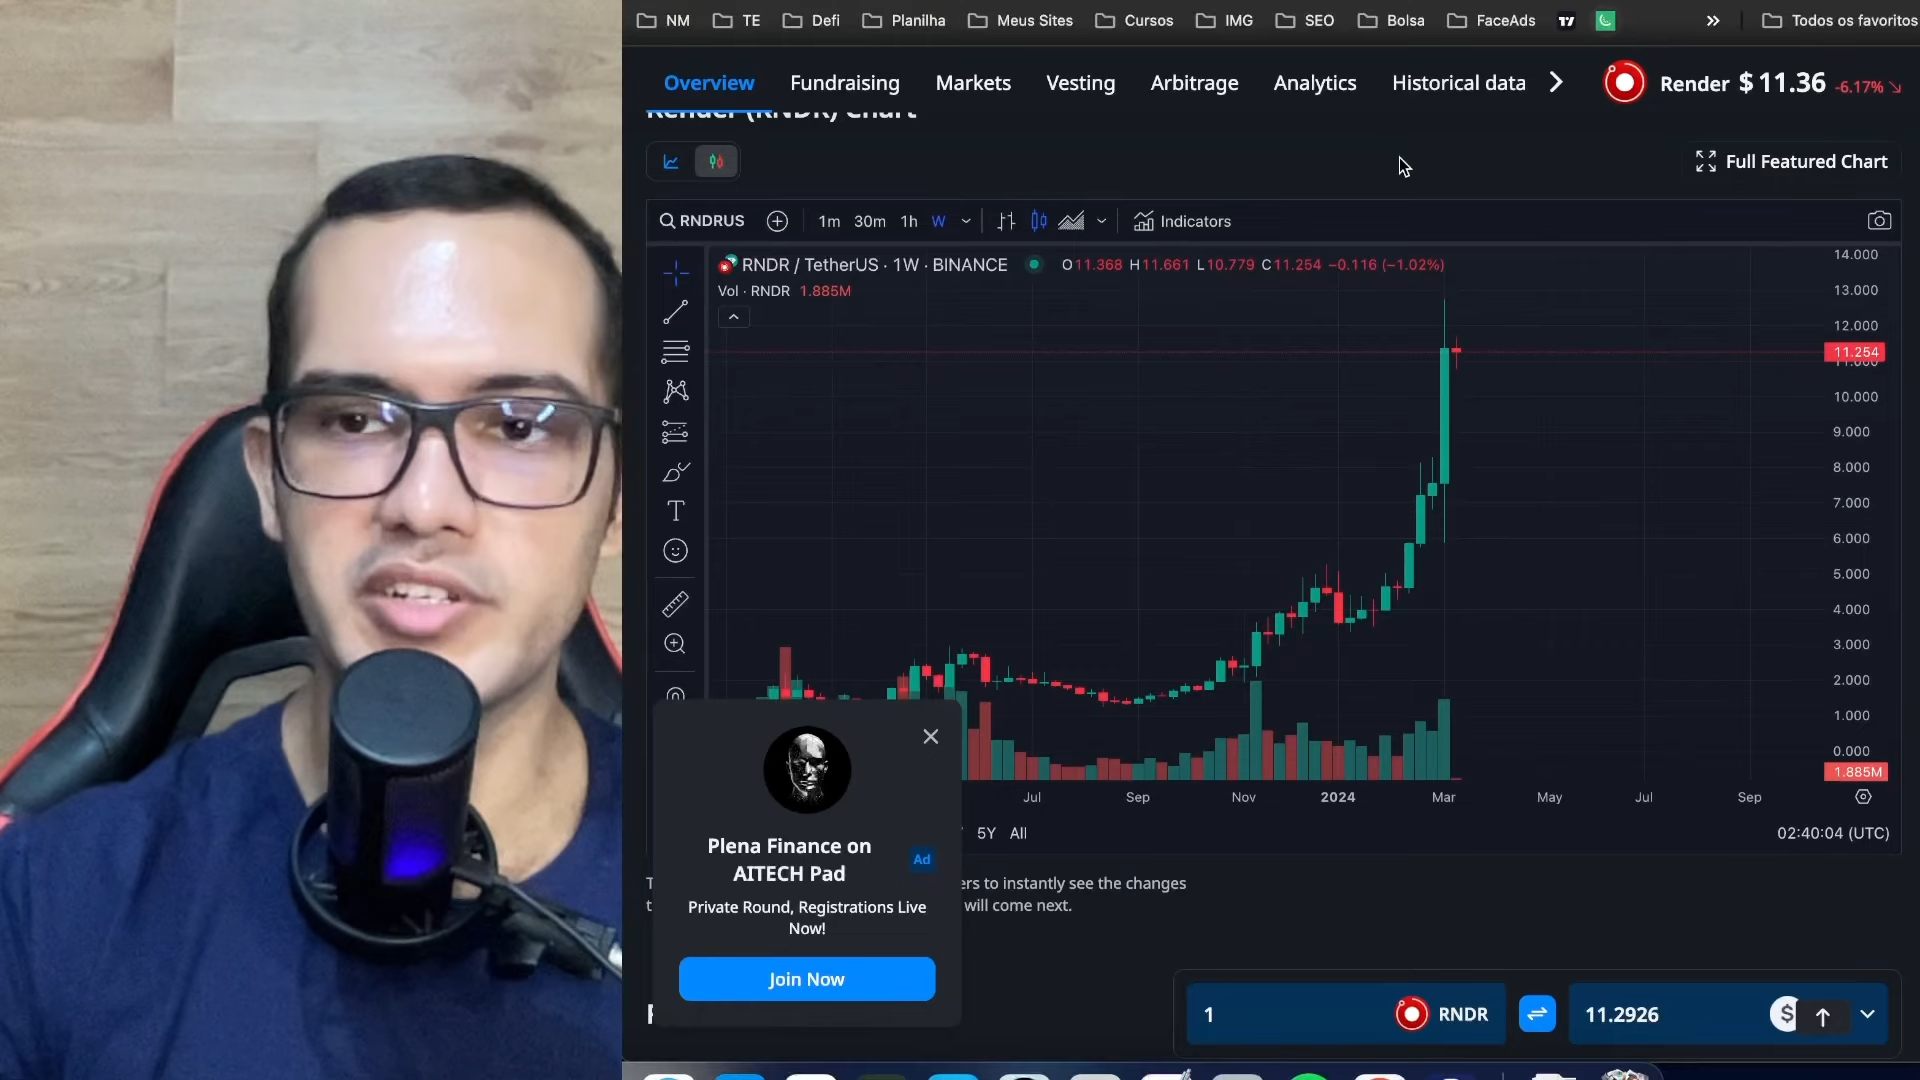 NM TE Defi Planilha Meus Sites Cursos IMG SEO Bolsa FaceAds » Todos os favoritos
Overview Fundraising Markets Vesting Arbitrage Analytics Historical data Render $ 11.36 -6.17%
Render (RNDR) Chart
Full Featured Chart
RNDRUS 1m 30m 1h W Indicators
RNDR / TetherUS · 1W · BINANCE O11.368 H11.661 L10.779 C11.254 −0.116 (−1.02%)
Vol · RNDR 1.885M
14.000
13.000
12.000
11.254
11.000
10.000
9.000
8.000
7.000
6.000
5.000
4.000
3.000
2.000
1.000
0.000
1.885M
Jul Sep Nov 2024 Mar May Jul Sep
5Y All 02:40:04 (UTC)
ers to instantly see the changes
will come next.
Plena Finance on
AITECH Pad
Ad
Private Round, Registrations Live
Now!
Join Now
1 RNDR 11.2926 $